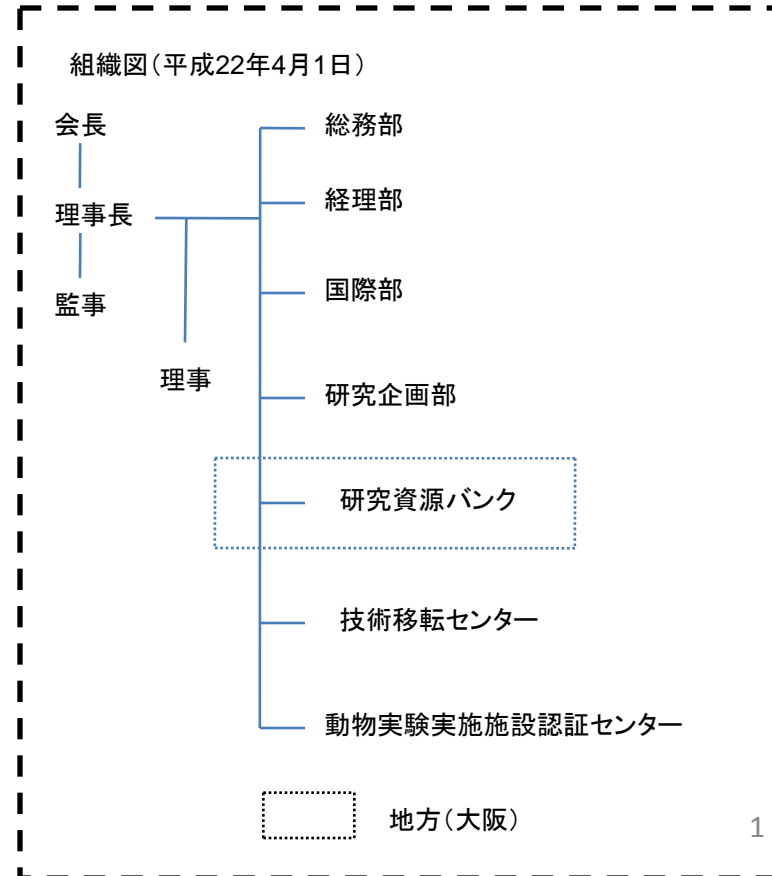 組織図(平成22年4月1日)
会長
理事長
監事
理事
総務部
経理部
国際部
研究企画部
研究資源バンク
技術移転センター
動物実験実施施設認証センター
地方(大阪)
1